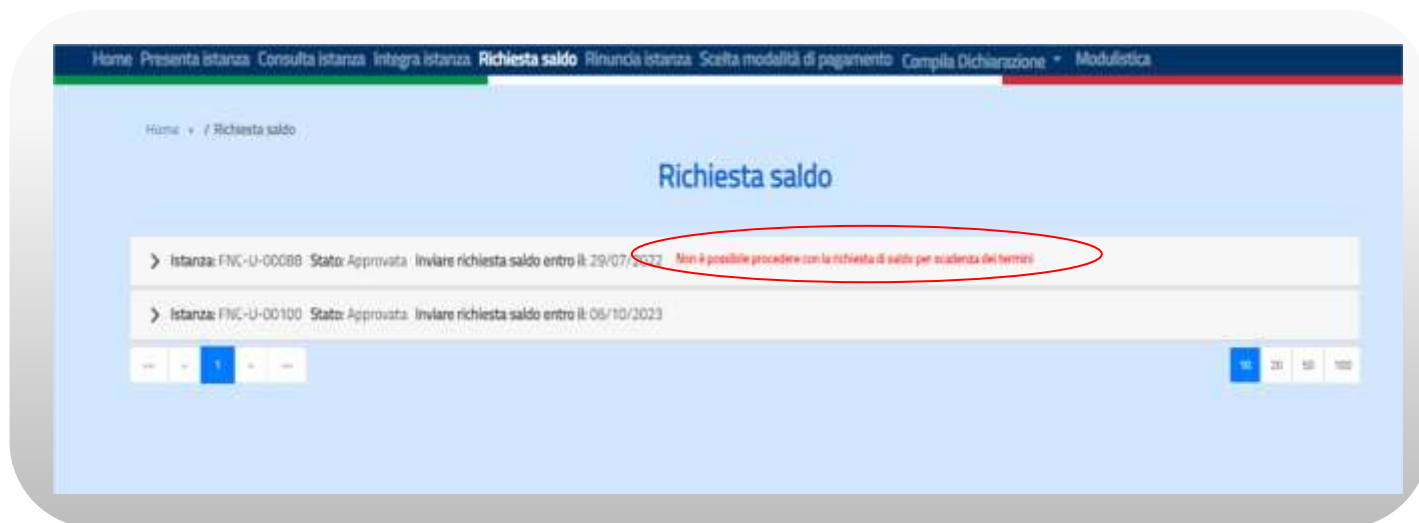 Home Presenta istanza Consulta istanza Integra istanza Richiesta saldo Rinuncia istanza Scelta modalità di pagamento Compila Dichiarazione Modulistica
Home / Richiesta saldo
Richiesta saldo
Istanza: FNC-U-00088 Stato: Approvata Inviare richiesta saldo entro il: 29/07/2022 Non è possibile procedere con la richiesta di saldo per scadenza dei termini
Istanza: FNC-U-00100 Stato: Approvata Inviare richiesta saldo entro il: 06/10/2023
1 10 20 50 100